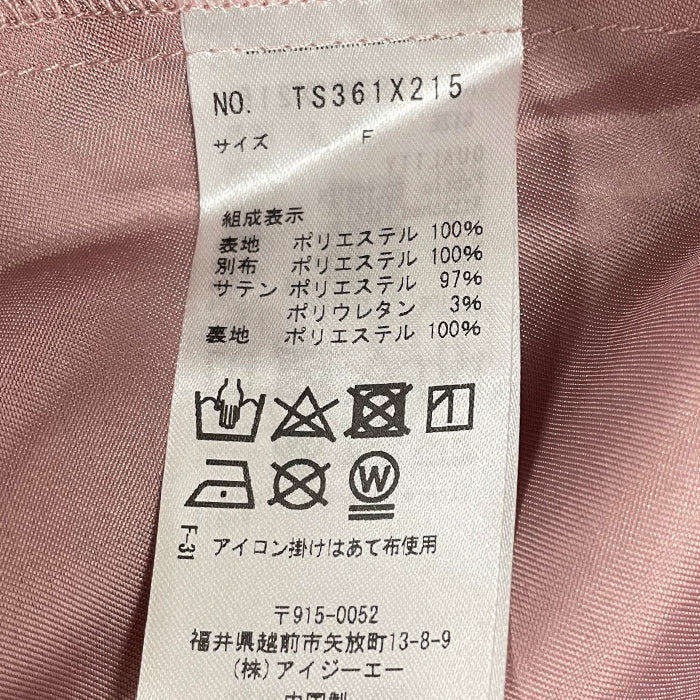 NO. TS361X215
サイズ F
組成表示
表地 ポリエステル 100%
別布 ポリエステル 100%
サテン ポリエステル 97%
ポリウレタン 3%
裏地 ポリエステル 100%
W
F-31 アイロン掛けはあて布使用
〒915-0052
福井県越前市矢放町13-8-9
(株)アイジーエー
中国製